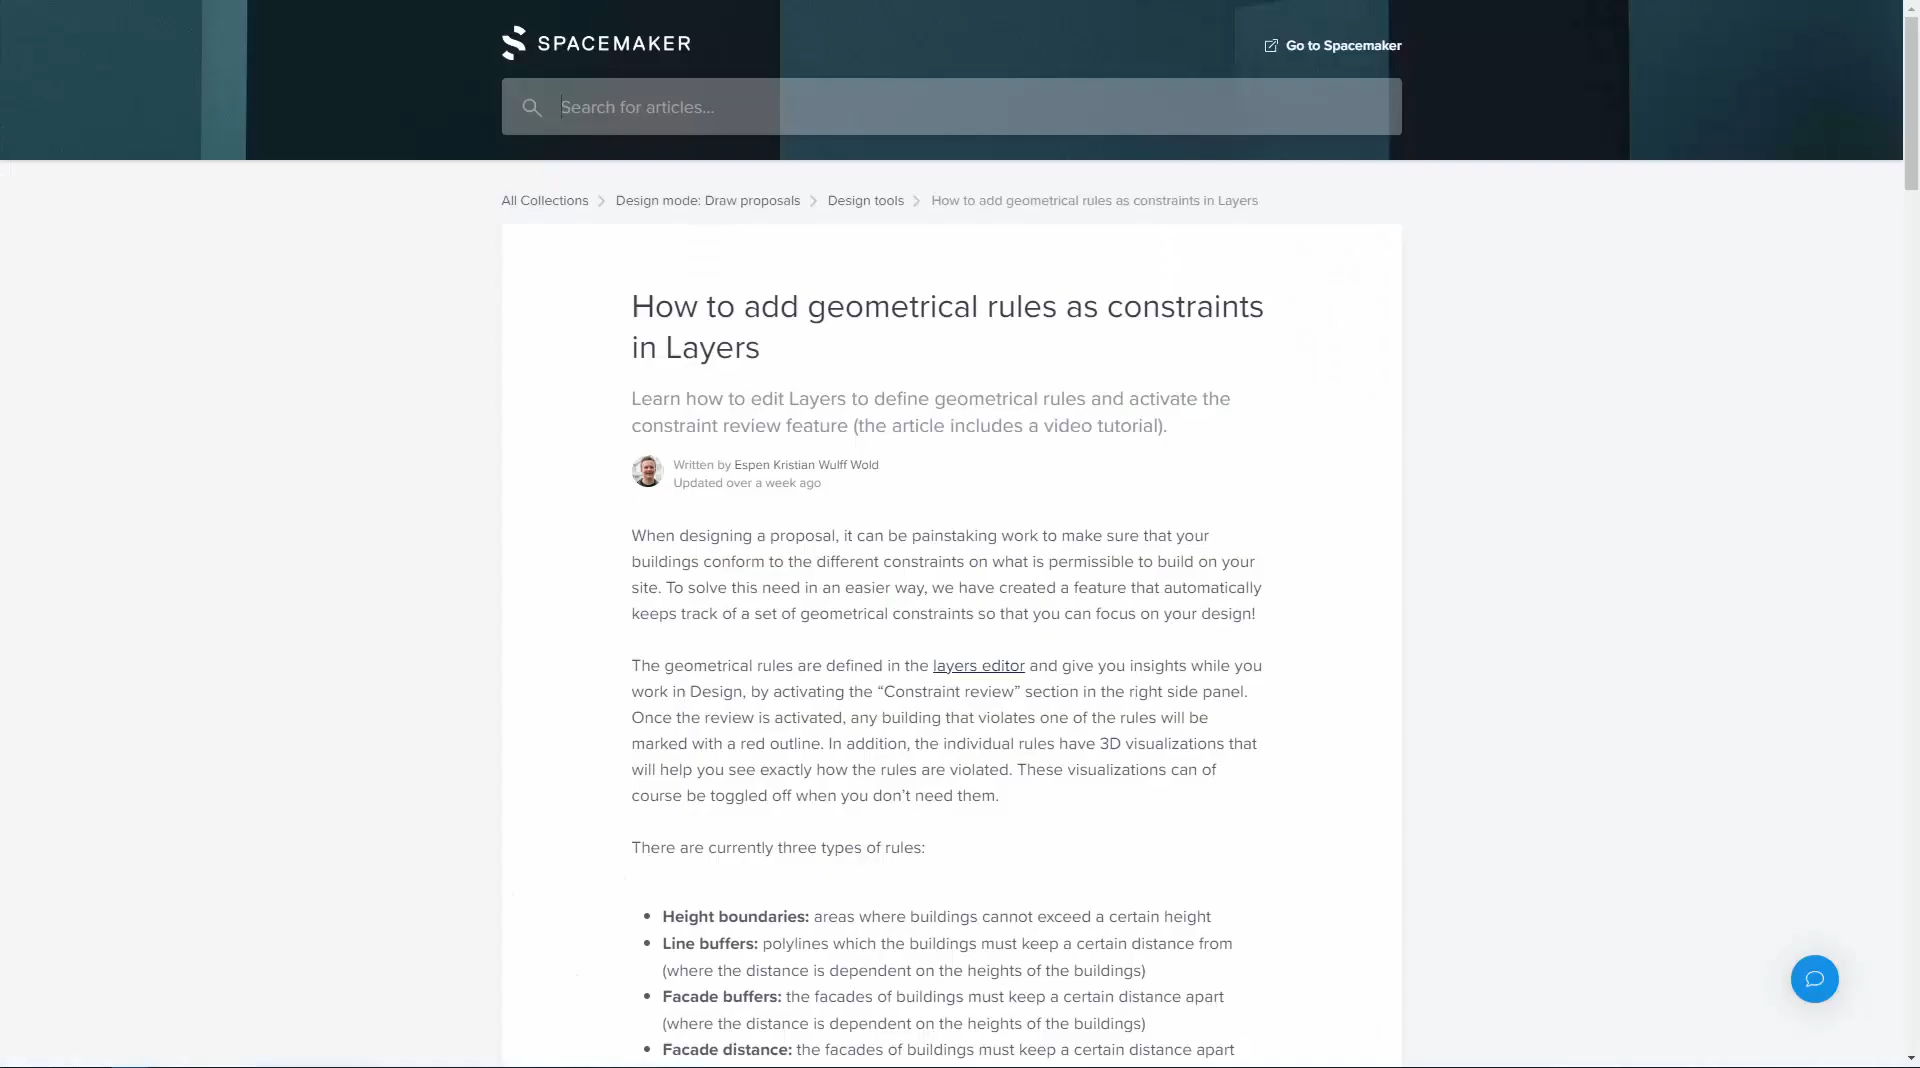 SPACEMAKER
Go to Spacemaker
Search for articles...
All Collections Design mode: Draw proposals Design tools How to add geometrical rules as constraints in Layers
How to add geometrical rules as constraints
in Layers
Learn how to edit Layers to define geometrical rules and activate the
constraint review feature (the article includes a video tutorial).
Written by Espen Kristian Wulff Wold
Updated over a week ago
When designing a proposal, it can be painstaking work to make sure that your
buildings conform to the different constraints on what is permissible to build on your
site. To solve this need in an easier way, we have created a feature that automatically
keeps track of a set of geometrical constraints so that you can focus on your design!
The geometrical rules are defined in the layers editor and give you insights while you
work in Design, by activating the “Constraint review” section in the right side panel.
Once the review is activated, any building that violates one of the rules will be
marked with a red outline. In addition, the individual rules have 3D visualizations that
will help you see exactly how the rules are violated. These visualizations can of
course be toggled off when you don’t need them.
There are currently three types of rules:
Height boundaries: areas where buildings cannot exceed a certain height
Line buffers: polylines which the buildings must keep a certain distance from
(where the distance is dependent on the heights of the buildings)
Facade buffers: the facades of buildings must keep a certain distance apart
(where the distance is dependent on the heights of the buildings)
Facade distance: the facades of buildings must keep a certain distance apart